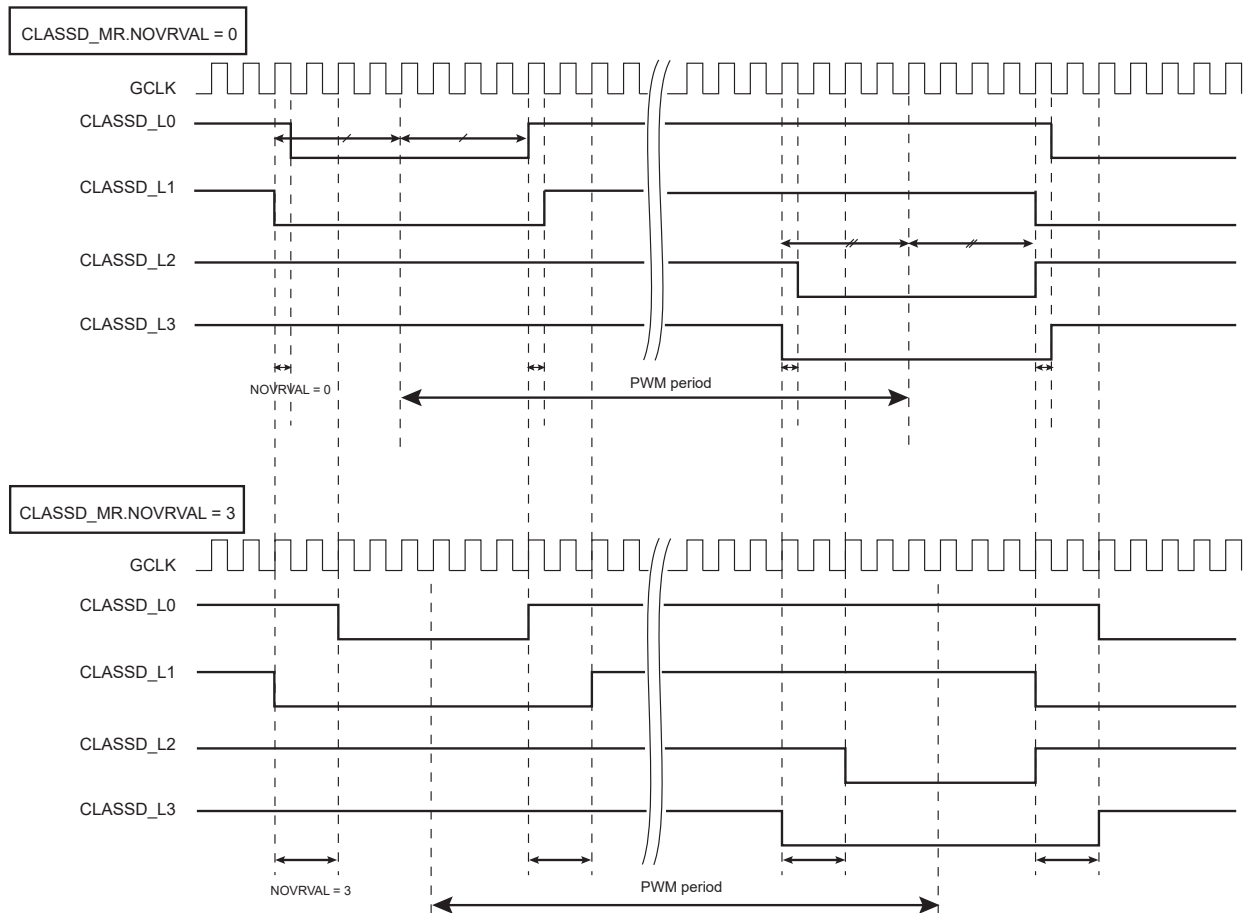 CLASSD_MR.NOVRVAL = 0
GCLK
CLASSD_L0
CLASSD_L1
CLASSD_L2
CLASSD_L3
NOVRVAL = 0
PWM period
CLASSD_MR.NOVRVAL = 3
GCLK
CLASSD_L0
CLASSD_L1
CLASSD_L2
CLASSD_L3
NOVRVAL = 3
PWM period